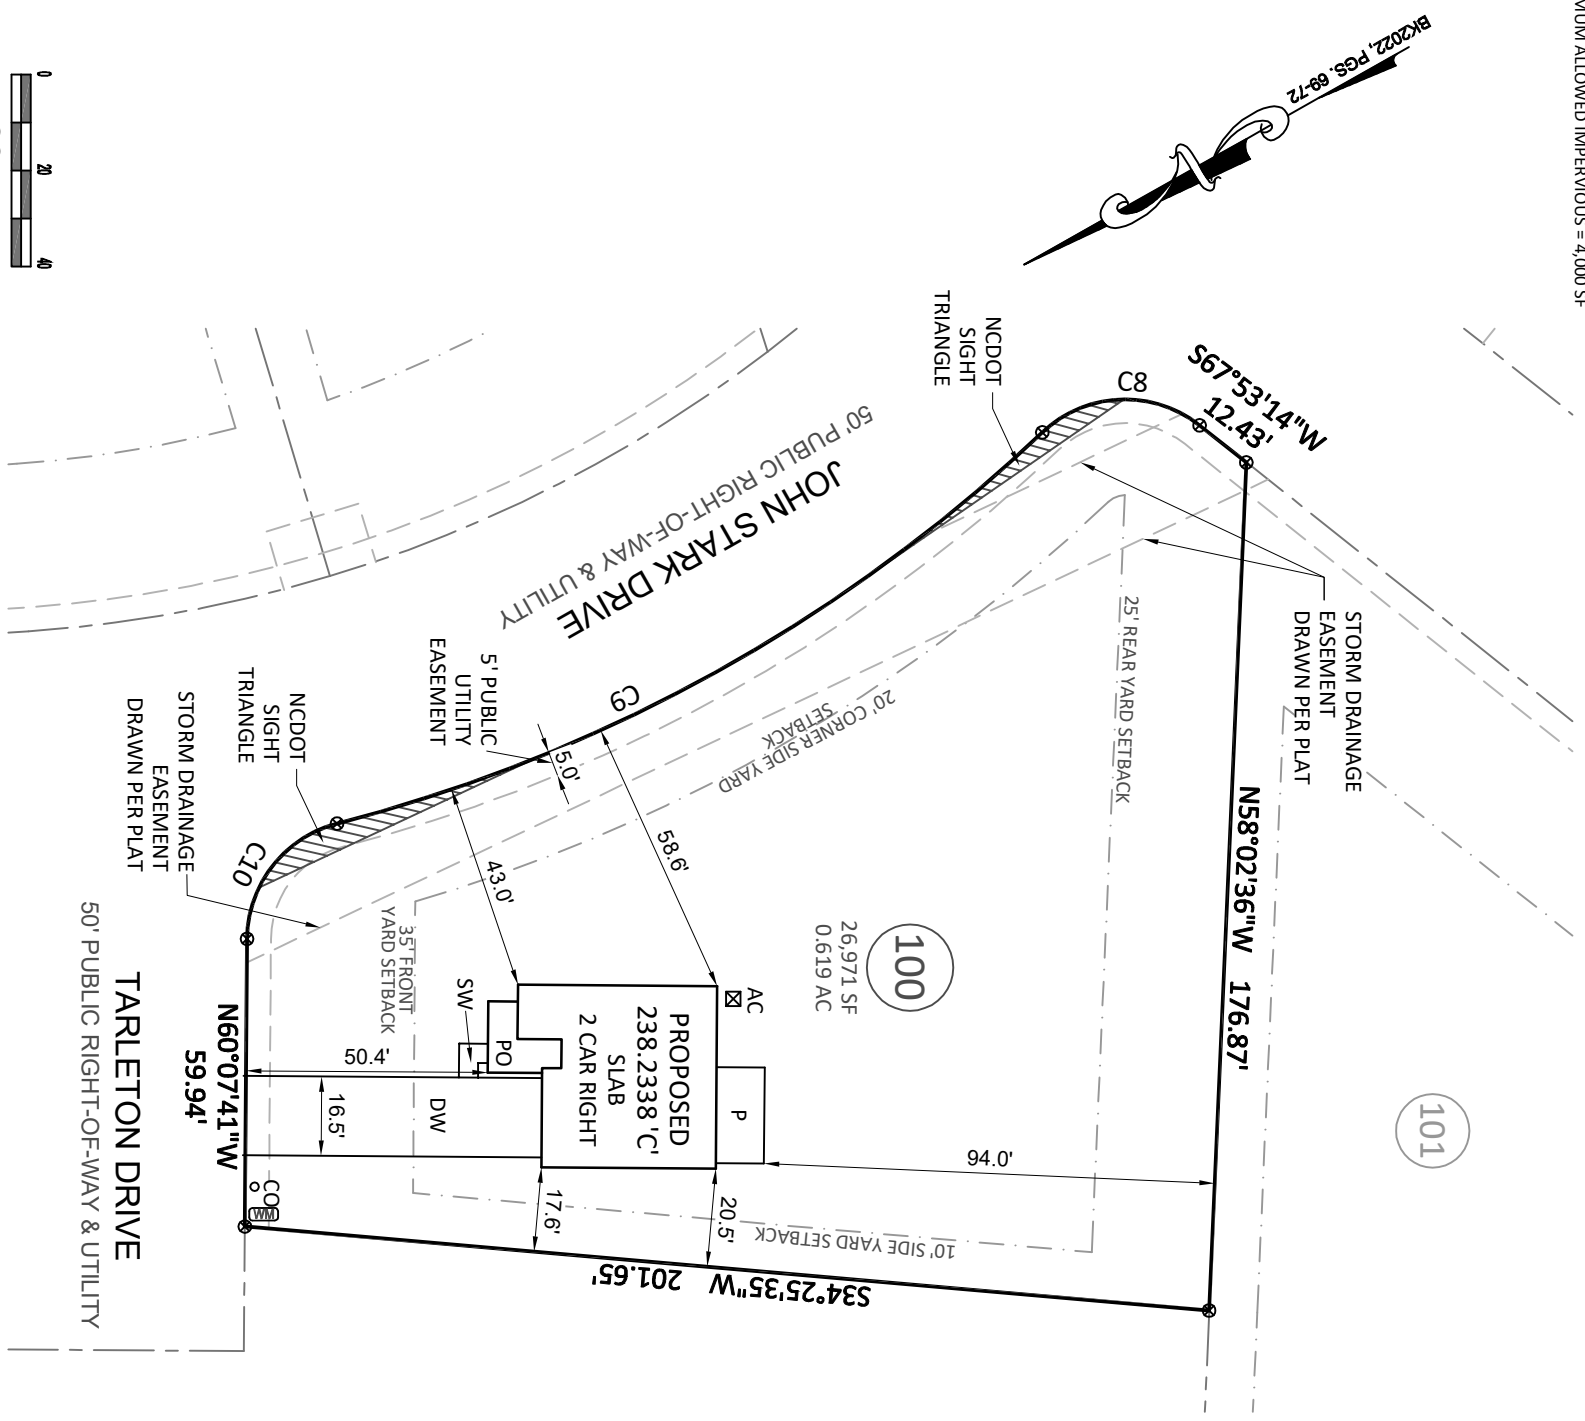 MUM ALLOWED IMPERVIOUS = 4,000 SF
BK2022, PGS. 69-72
N
0
20
40
NCDOT
SIGHT
TRIANGLE
C8
S67°53'14"W
12.43'
JOHN STARK DRIVE
50' PUBLIC RIGHT-OF-WAY & UTILITY
STORM DRAINAGE
EASEMENT
DRAWN PER PLAT
25' REAR YARD SETBACK
N58°02'36"W 176.87'
20' CORNER SIDE YARD
SETBACK
C9
5' PUBLIC
UTILITY
EASEMENT
5.0'
58.6'
43.0'
NCDOT
SIGHT
TRIANGLE
STORM DRAINAGE
EASEMENT
DRAWN PER PLAT
C10
35' FRONT
YARD SETBACK
100
26,971 SF
0.619 AC
101
AC
SW
PO
PROPOSED
238.2338 'C'
SLAB
2 CAR RIGHT
P
50.4'
16.5'
DW
94.0'
17.6'
20.5'
10' SIDE YARD SETBACK
S34°25'35"W 201.65'
N60°07'41"W
59.94'
CO
WM
TARLETON DRIVE
50' PUBLIC RIGHT-OF-WAY & UTILITY